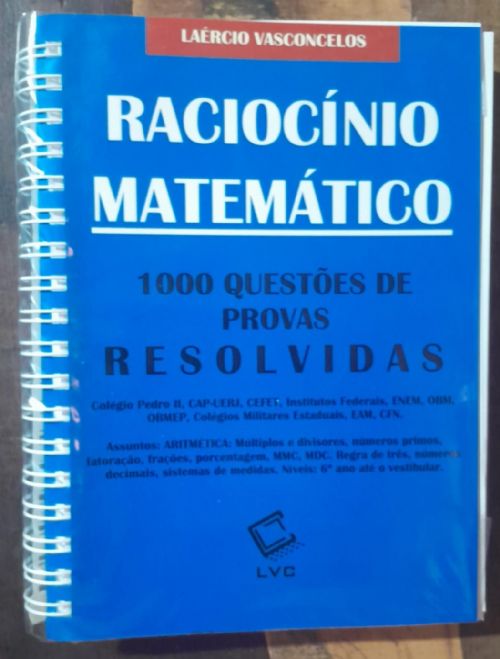 LAÉRCIO VASCONCELOS
RACIOCÍNIO
MATEMÁTICO
1000 QUESTÕES DE
PROVAS
RESOLVIDAS
Colégio Pedro II, CAP-UERJ, CEFET, Institutos Federais, ENEM, OBM,
OBMEP, Colégios Militares Estaduais, EAM, CFN.
Assuntos: ARITMÉTICA: Múltiplos e divisores, números primos,
fatoração, frações, porcentagem, MMC, MDC. Regra de três, números
decimais, sistemas de medidas. Níveis: 6º ano até o vestibular.
LVC